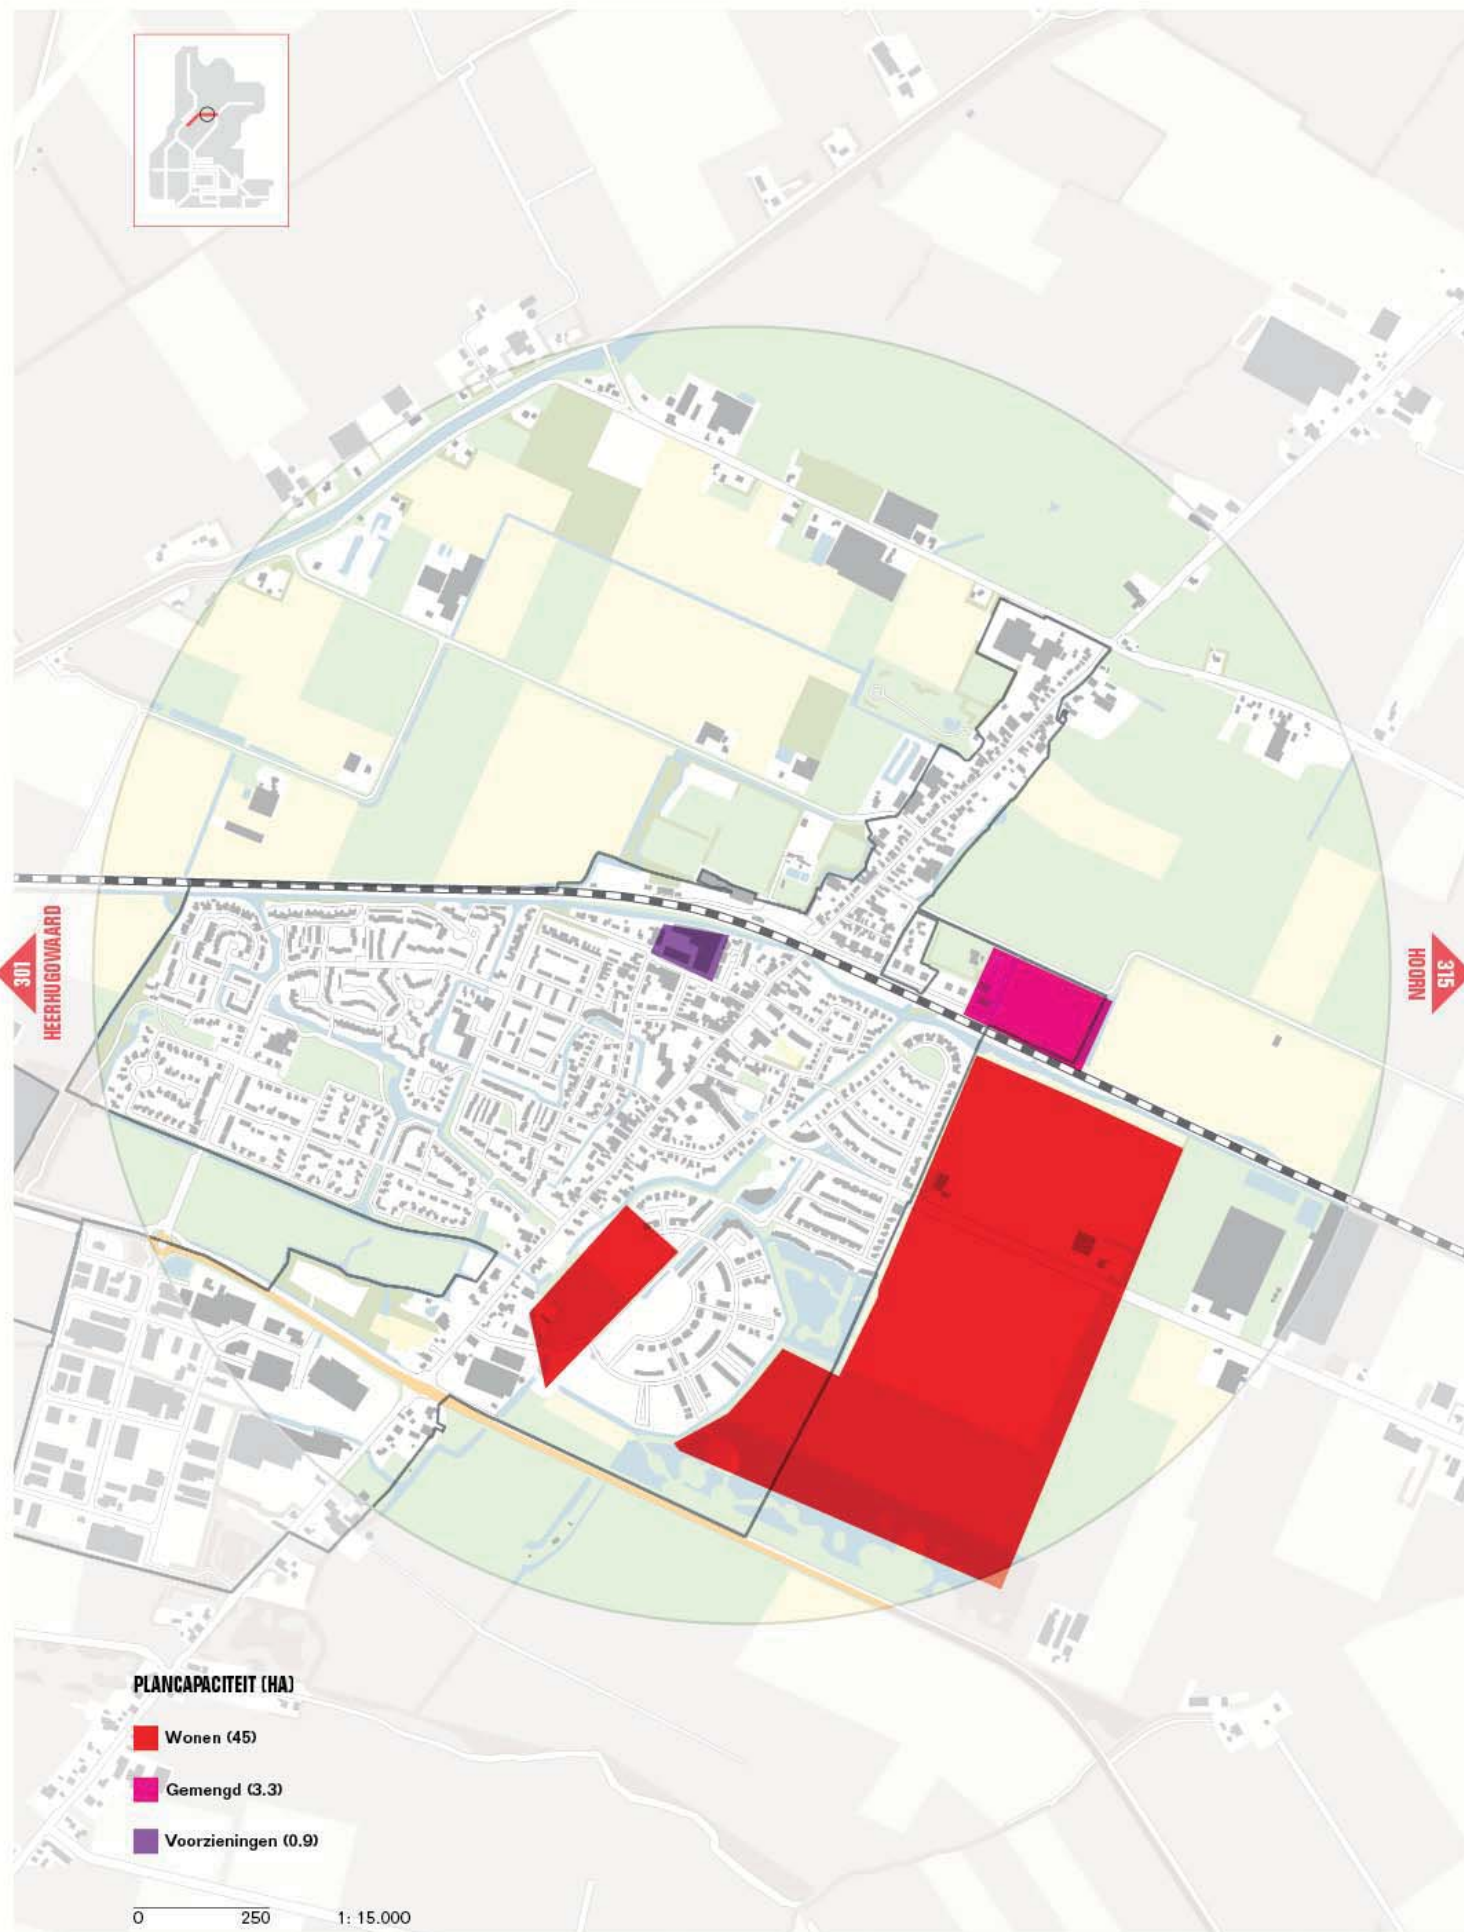 301
HEERHUGOWAARD
315
HOORN
PLANCAPACITEIT (HA)
Wonen (45)
Gemengd (3.3)
Voorzieningen (0.9)
0 250 1: 15.000